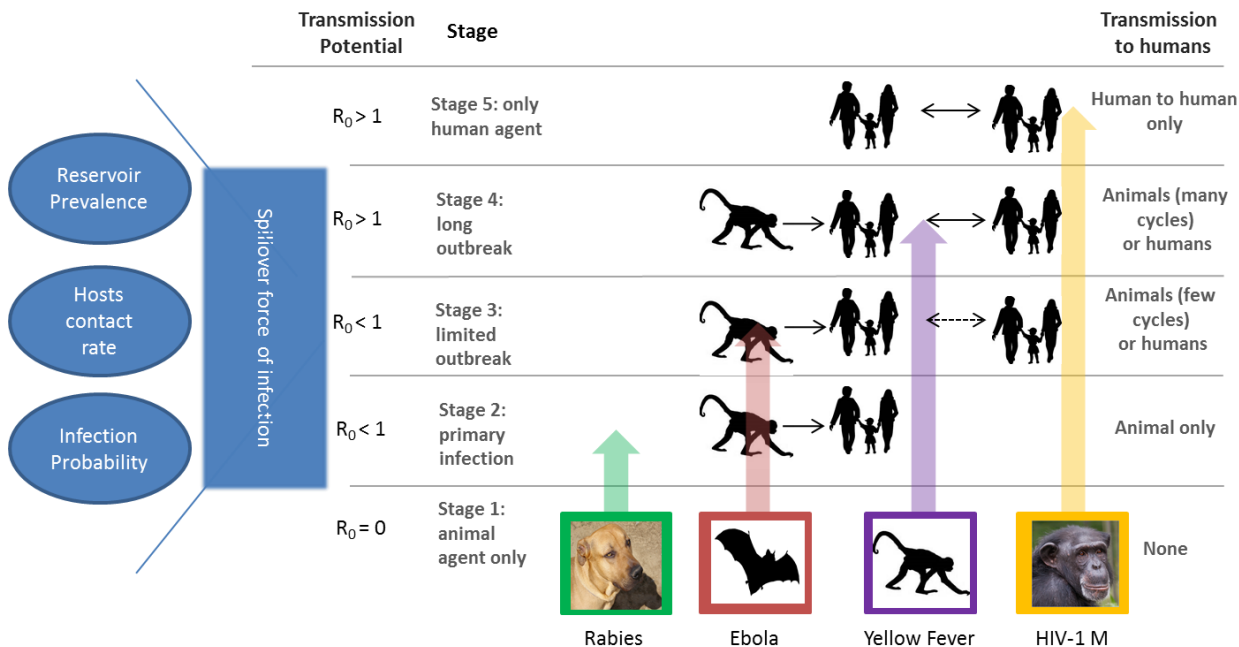 Transmission
Potential
Stage
Transmission
to humans
R0 > 1
Stage 5: only
human agent
Human to human
only
Reservoir
Prevalence
Hosts
contact
rate
Infection
Probability
Spillover force of infection
R0 > 1
Stage 4:
long
outbreak
Animals (many
cycles)
or humans
R0 < 1
Stage 3:
limited
outbreak
Animals (few
cycles)
or humans
R0 < 1
Stage 2:
primary
infection
Animal only
R0 = 0
Stage 1:
animal
agent only
None
Rabies
Ebola
Yellow Fever
HIV-1 M